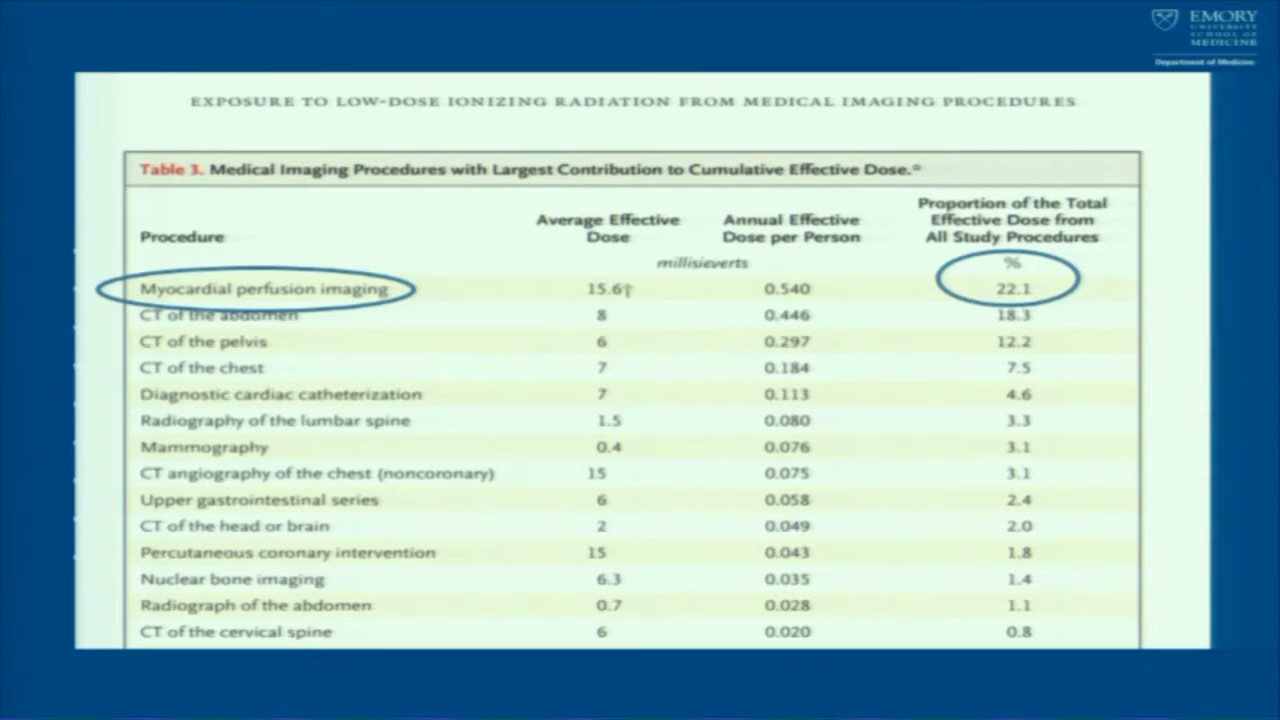 EMORY
UNIVERSITY
SCHOOL OF
MEDICINE
Department of Medicine
EXPOSURE TO LOW-DOSE IONIZING RADIATION FROM MEDICAL IMAGING PROCEDURES
Table 3. Medical Imaging Procedures with Largest Contribution to Cumulative Effective Dose.*
Procedure Average Effective Dose Annual Effective Dose per Person Proportion of the Total Effective Dose from All Study Procedures
millisieverts %
Myocardial perfusion imaging 15.6† 0.540 22.1
CT of the abdomen 8 0.446 18.3
CT of the pelvis 6 0.297 12.2
CT of the chest 7 0.184 7.5
Diagnostic cardiac catheterization 7 0.113 4.6
Radiography of the lumbar spine 1.5 0.080 3.3
Mammography 0.4 0.076 3.1
CT angiography of the chest (noncoronary) 15 0.075 3.1
Upper gastrointestinal series 6 0.058 2.4
CT of the head or brain 2 0.049 2.0
Percutaneous coronary intervention 15 0.043 1.8
Nuclear bone imaging 6.3 0.035 1.4
Radiograph of the abdomen 0.7 0.028 1.1
CT of the cervical spine 6 0.020 0.8